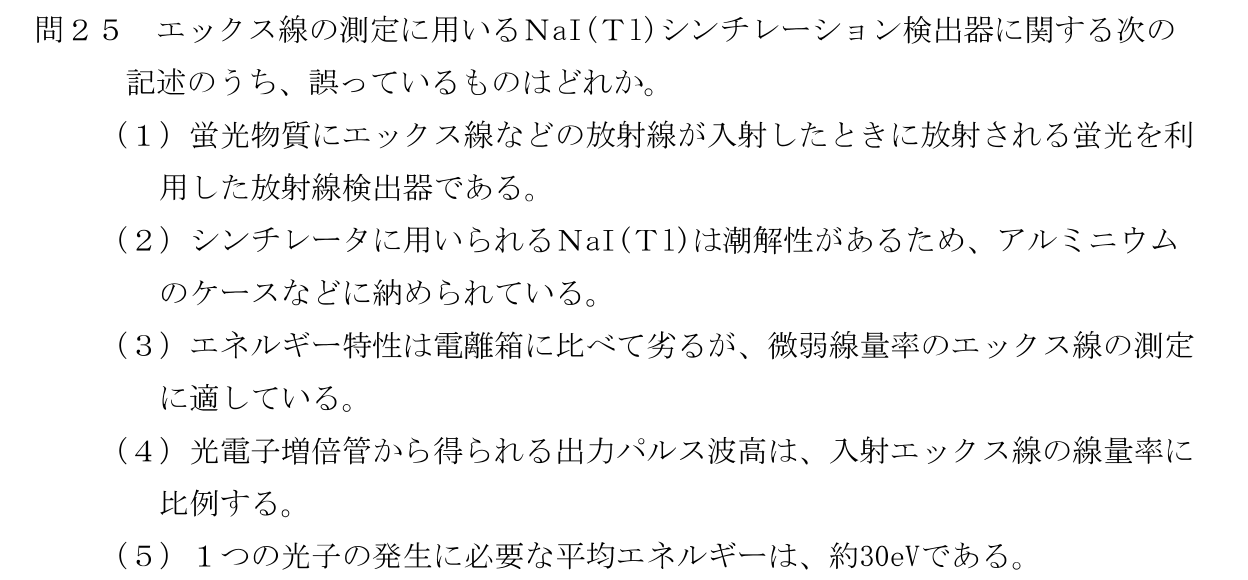 問２５　エックス線の測定に用いるＮaI(Ｔl)シンチレーション検出器に関する次の
記述のうち、誤っているものはどれか。
（１）蛍光物質にエックス線などの放射線が入射したときに放射される蛍光を利
用した放射線検出器である。
（２）シンチレータに用いられるＮaI(Ｔl)は潮解性があるため、アルミニウム
のケースなどに納められている。
（３）エネルギー特性は電離箱に比べて劣るが、微弱線量率のエックス線の測定
に適している。
（４）光電子増倍管から得られる出力パルス波高は、入射エックス線の線量率に
比例する。
（５）１つの光子の発生に必要な平均エネルギーは、約30eVである。